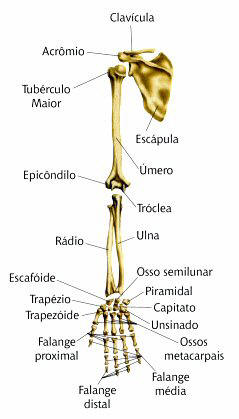 Clavícula
Acrômio
Tubérculo
Maior
Escápula
Úmero
Epicôndilo
Tróclea
Rádio
Ulna
Osso semilunar
Escafóide
Piramidal
Trapézio
Capitato
Trapezóide
Unsinado
Falange
proximal
Ossos
metacarpais
Falange
média
Falange
distal